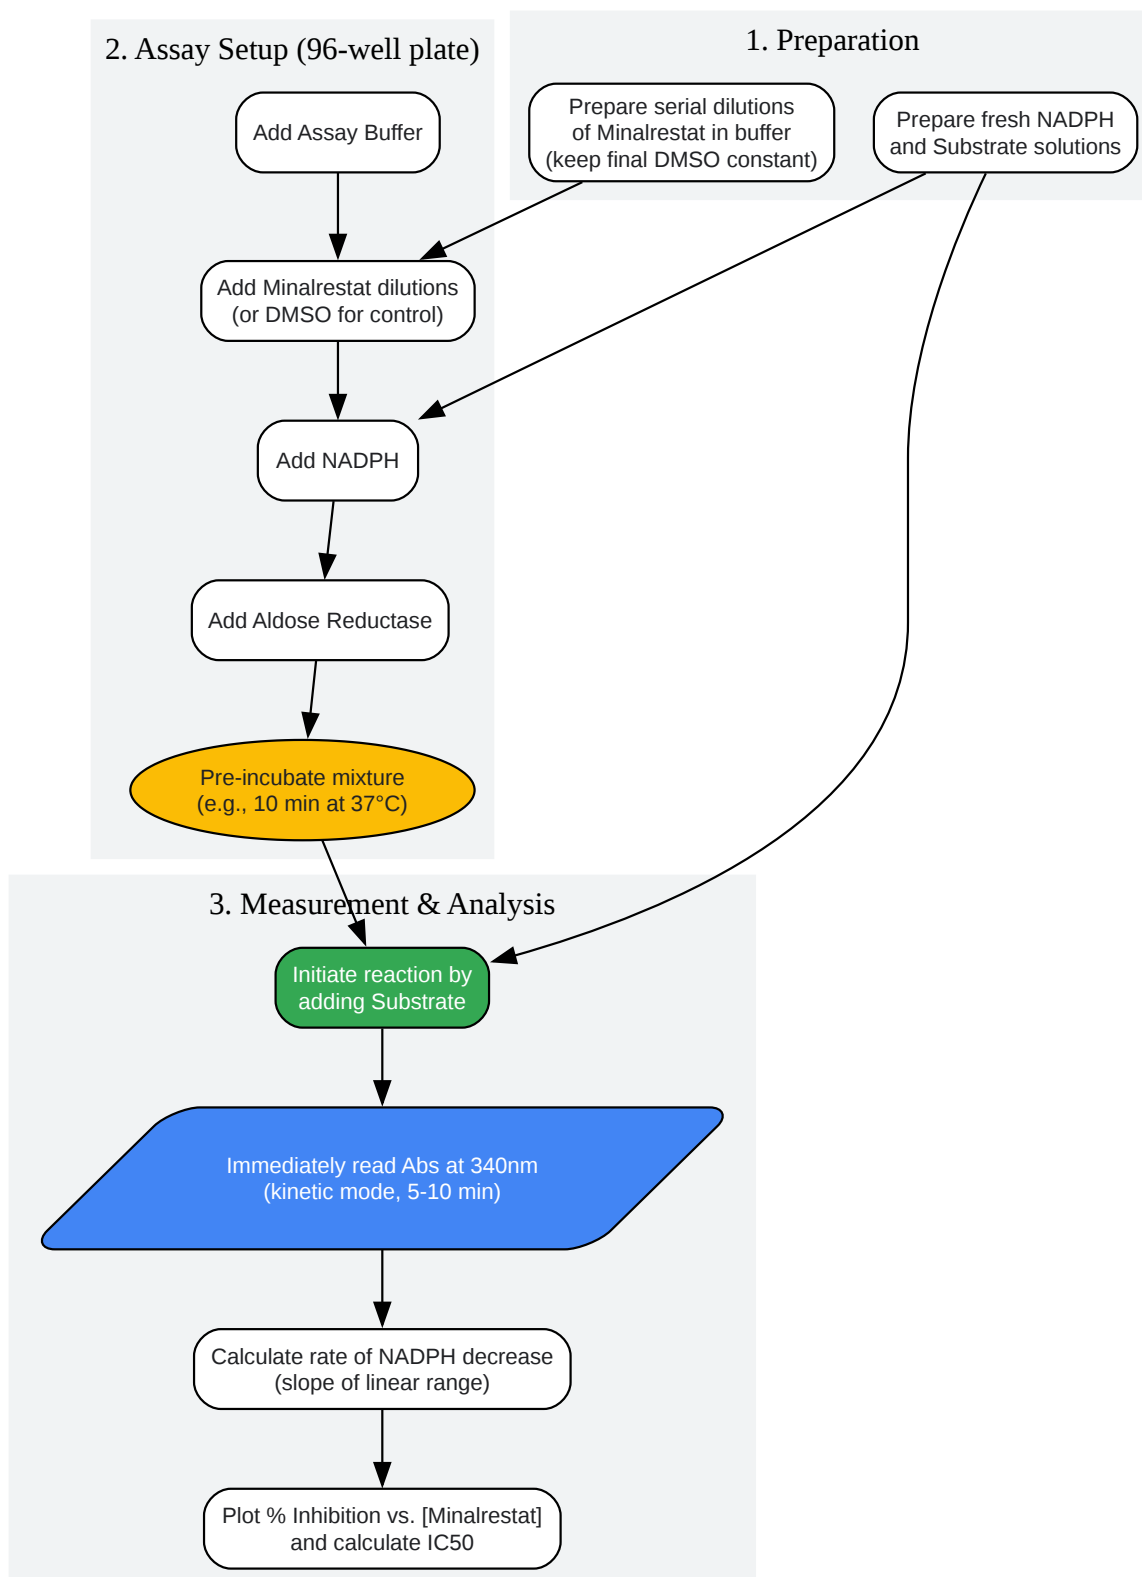 1. Preparation
Prepare serial dilutions
of Minalrestat in buffer
(keep final DMSO constant)
Prepare fresh NADPH
and Substrate solutions
2. Assay Setup (96-well plate)
Add Assay Buffer
Add Minalrestat dilutions
(or DMSO for control)
Add NADPH
Add Aldose Reductase
Pre-incubate mixture
(e.g., 10 min at 37°C)
3. Measurement & Analysis
Initiate reaction by
adding Substrate
Immediately read Abs at 340nm
(kinetic mode, 5-10 min)
Calculate rate of NADPH decrease
(slope of linear range)
Plot % Inhibition vs. [Minalrestat]
and calculate IC50